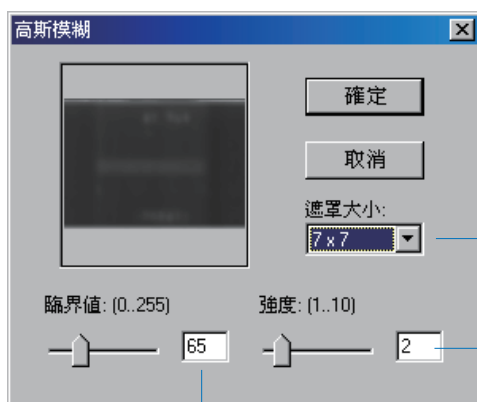 高斯模糊
確定
取消
遮罩大小:
7 x 7
臨界值: (0..255)
強度: (1..10)
65
2